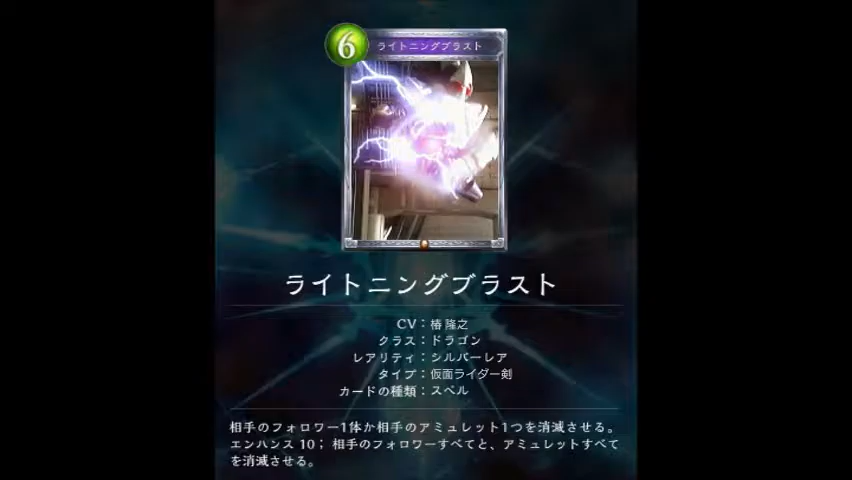 6
ライトニングブラスト
ライトニングブラスト
CV：椿 隆之
クラス：ドラゴン
レアリティ：シルバーレア
タイプ：仮面ライダー剣
カードの種類：スペル
相手のフォロワー1体か相手のアミュレット1つを消滅させる。
エンハンス 10； 相手のフォロワーすべてと、アミュレットすべて
を消滅させる。